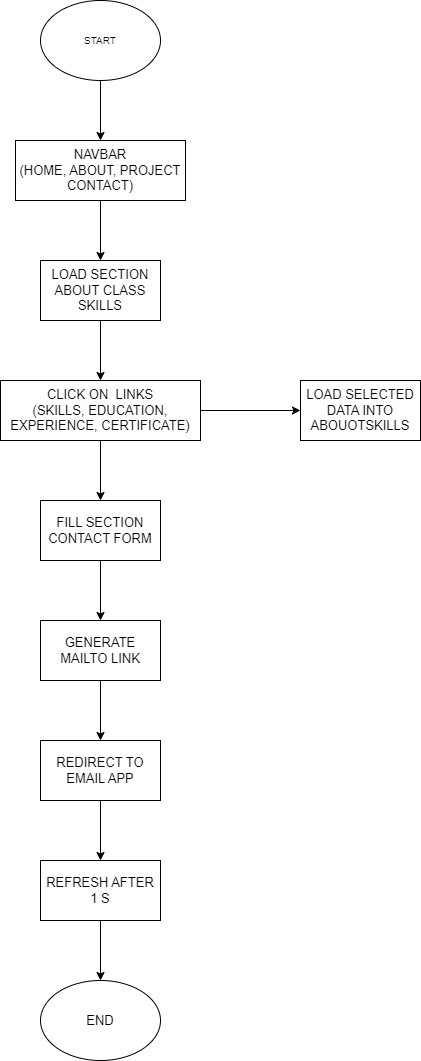 START
NAVBAR
(HOME, ABOUT, PROJECT
CONTACT)
LOAD SECTION
ABOUT CLASS
SKILLS
CLICK ON LINKS
(SKILLS, EDUCATION,
EXPERIENCE, CERTIFICATE)
LOAD SELECTED
DATA INTO
ABOUOTSKILLS
FILL SECTION
CONTACT FORM
GENERATE
MAILTO LINK
REDIRECT TO
EMAIL APP
REFRESH AFTER
1 S
END